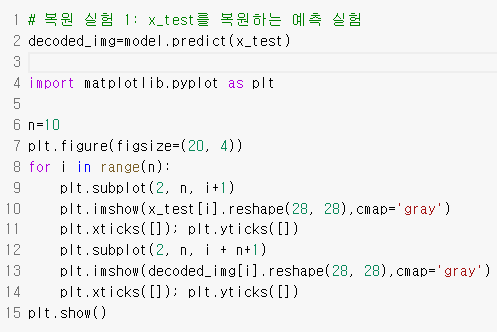 1 # 복원 실험 1: x_test를 복원하는 예측 실험
2 decoded_img=model.predict(x_test)
3
4 import matplotlib.pyplot as plt
5
6 n=10
7 plt.figure(figsize=(20, 4))
8 for i in range(n):
9     plt.subplot(2, n, i+1)
10     plt.imshow(x_test[i].reshape(28, 28),cmap='gray')
11     plt.xticks([]); plt.yticks([])
12     plt.subplot(2, n, i + n+1)
13     plt.imshow(decoded_img[i].reshape(28, 28),cmap='gray')
14     plt.xticks([]); plt.yticks([])
15 plt.show()